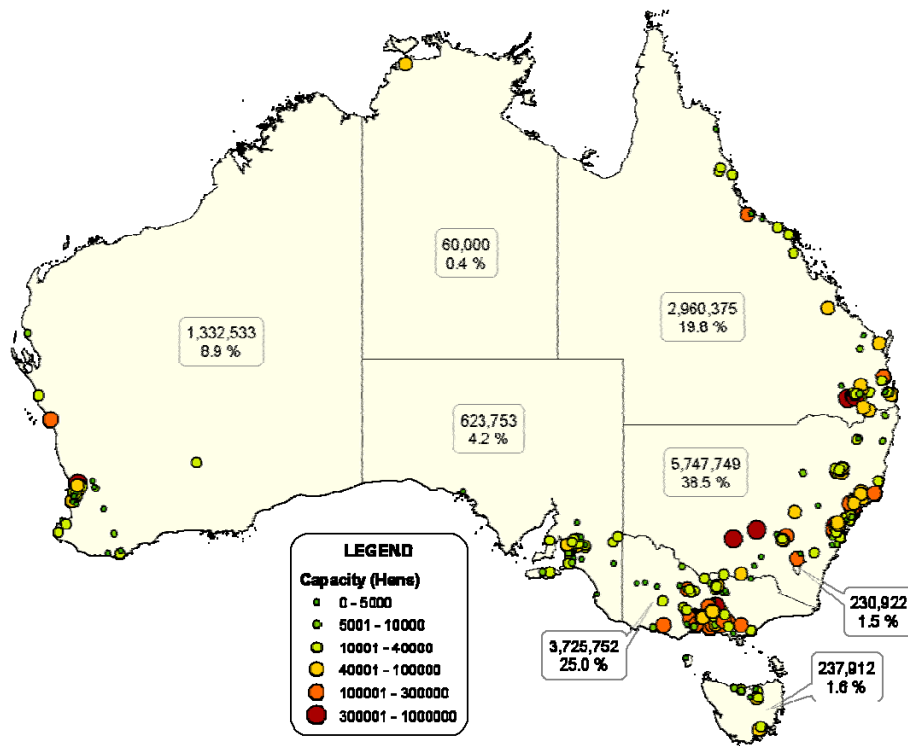 60,000
0.4 %
1,332,533
8.9 %
2,960,375
19.8 %
623,753
4.2 %
5,747,749
38.5 %
LEGEND
Capacity (Hens)
0 - 5000
5001 - 10000
10001 - 40000
40001 - 100000
100001 - 300000
300001 - 1000000
230,922
1.5 %
3,725,752
25.0 %
237,912
1.6 %